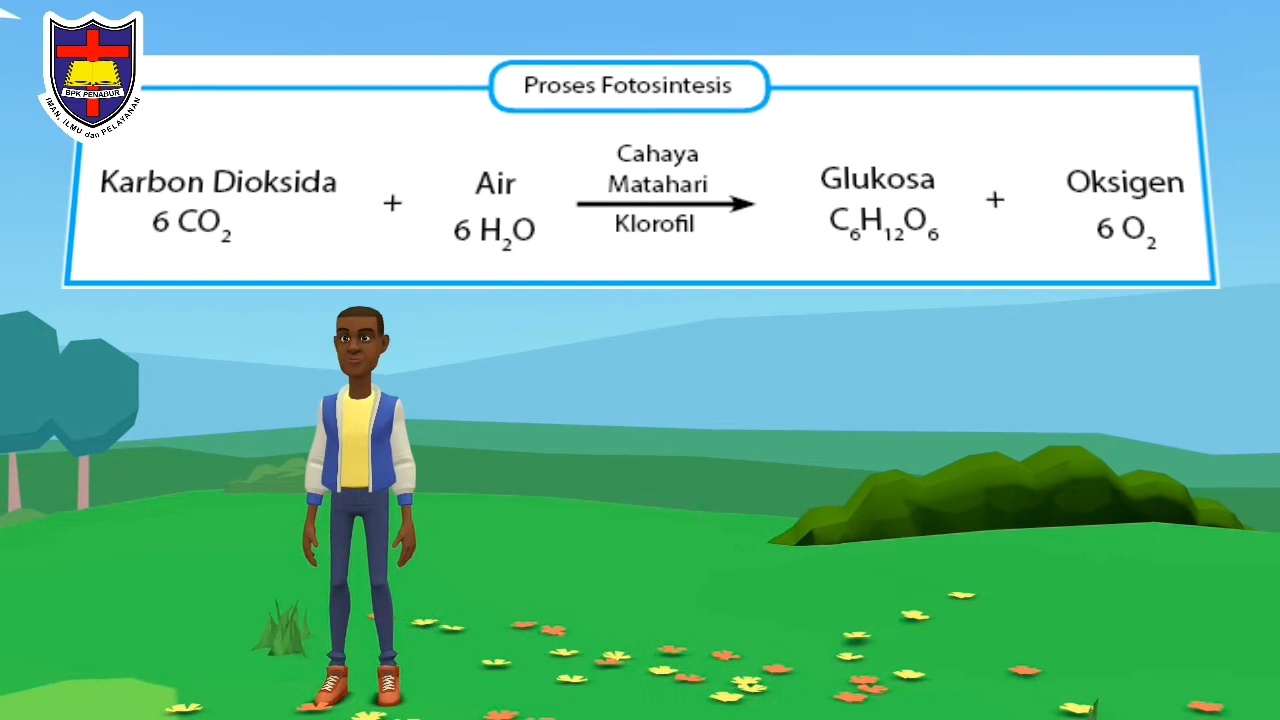 BPK PENABUR
IMAN, ILMU dan PELAYANAN
Proses Fotosintesis
Karbon Dioksida
6 CO₂
+
Air
6 H₂O
Cahaya
Matahari
Klorofil
Glukosa
C₆H₁₂O₆
+
Oksigen
6 O₂